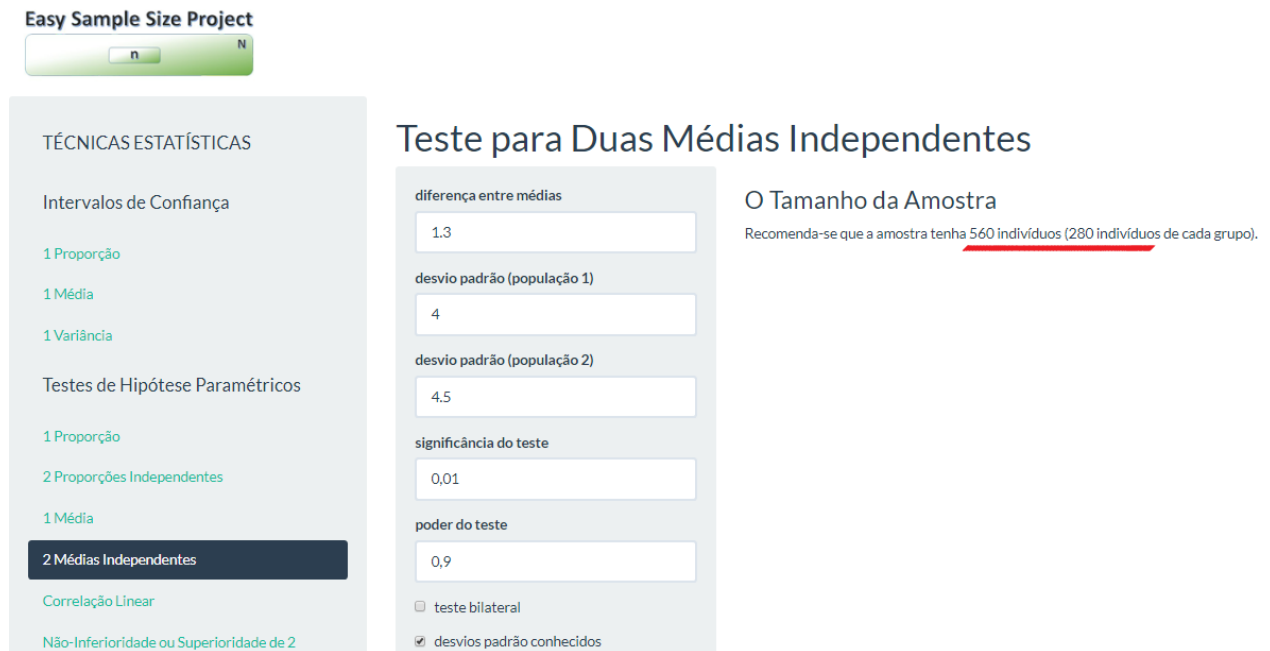 Easy Sample Size Project
n
N
TÉCNICAS ESTATÍSTICAS
Intervalos de Confiança
1 Proporção
1 Média
1 Variância
Testes de Hipótese Paramétricos
1 Proporção
2 Proporções Independentes
1 Média
2 Médias Independentes
Correlação Linear
Não-Inferioridade ou Superioridade de 2
Teste para Duas Médias Independentes
diferença entre médias
1.3
desvio padrão (população 1)
4
desvio padrão (população 2)
4.5
significância do teste
0,01
poder do teste
0,9
teste bilateral
desvios padrão conhecidos
O Tamanho da Amostra
Recomenda-se que a amostra tenha 560 indivíduos (280 indivíduos de cada grupo).